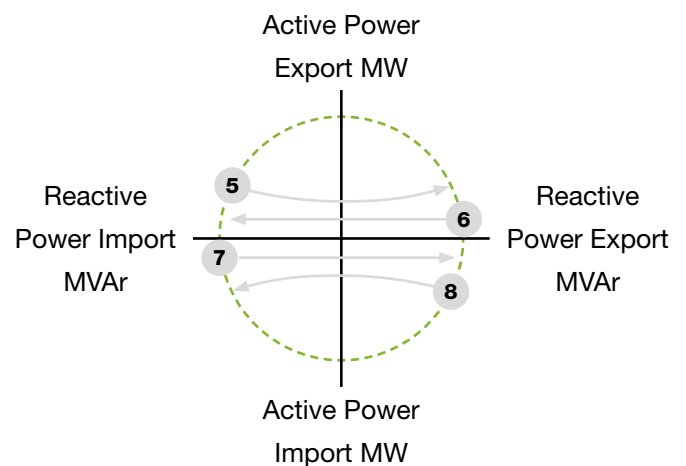 Active Power
Export MW
5
Reactive
Power Import
MVAr
6
Reactive
Power Export
MVAr
7
8
Active Power
Import MW